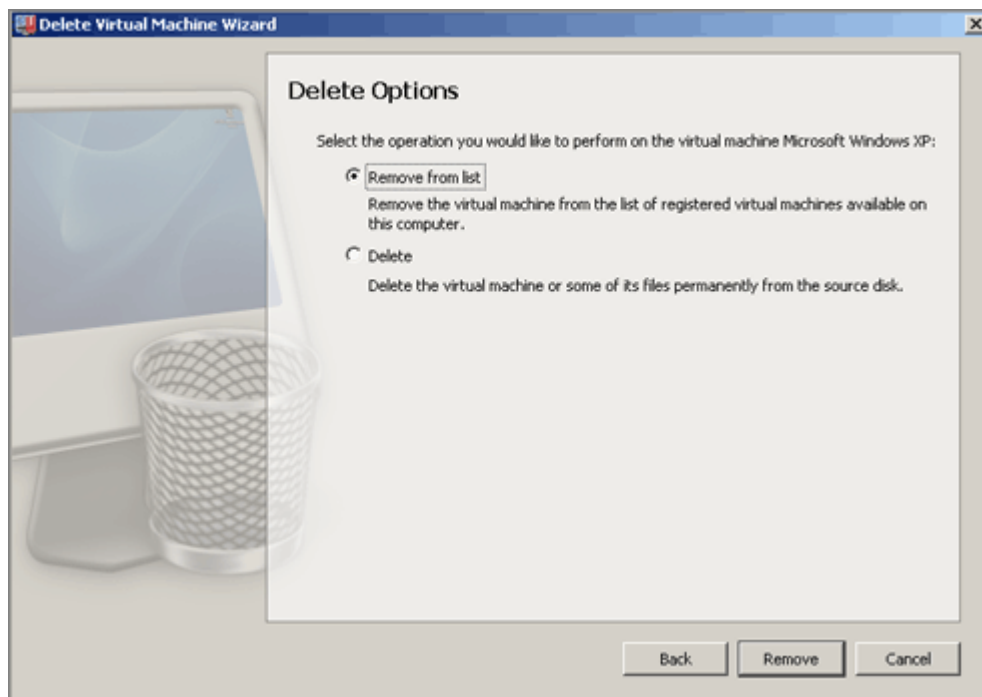 Delete Virtual Machine Wizard
Delete Options
Select the operation you would like to perform on the virtual machine Microsoft Windows XP:
Remove from list
Remove the virtual machine from the list of registered virtual machines available on
this computer.
Delete
Delete the virtual machine or some of its files permanently from the source disk.
Back Remove Cancel